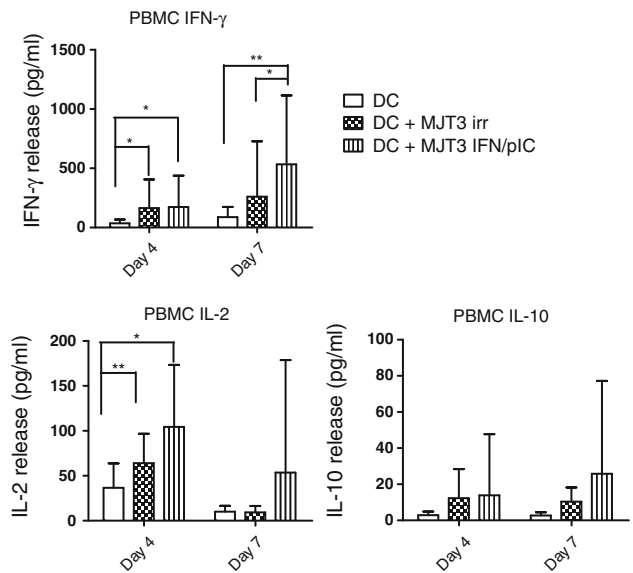 PBMC IFN-γ
IFN-γ release (pg/ml)
1500
1000
500
0
*
*
**
*
Day 4
Day 7
DC
DC + MJT3 irr
DC + MJT3 IFN/pIC
PBMC IL-2
IL-2 release (pg/ml)
200
150
100
50
0
*
**
Day 4
Day 7
PBMC IL-10
IL-10 release (pg/ml)
100
80
60
40
20
0
Day 4
Day 7